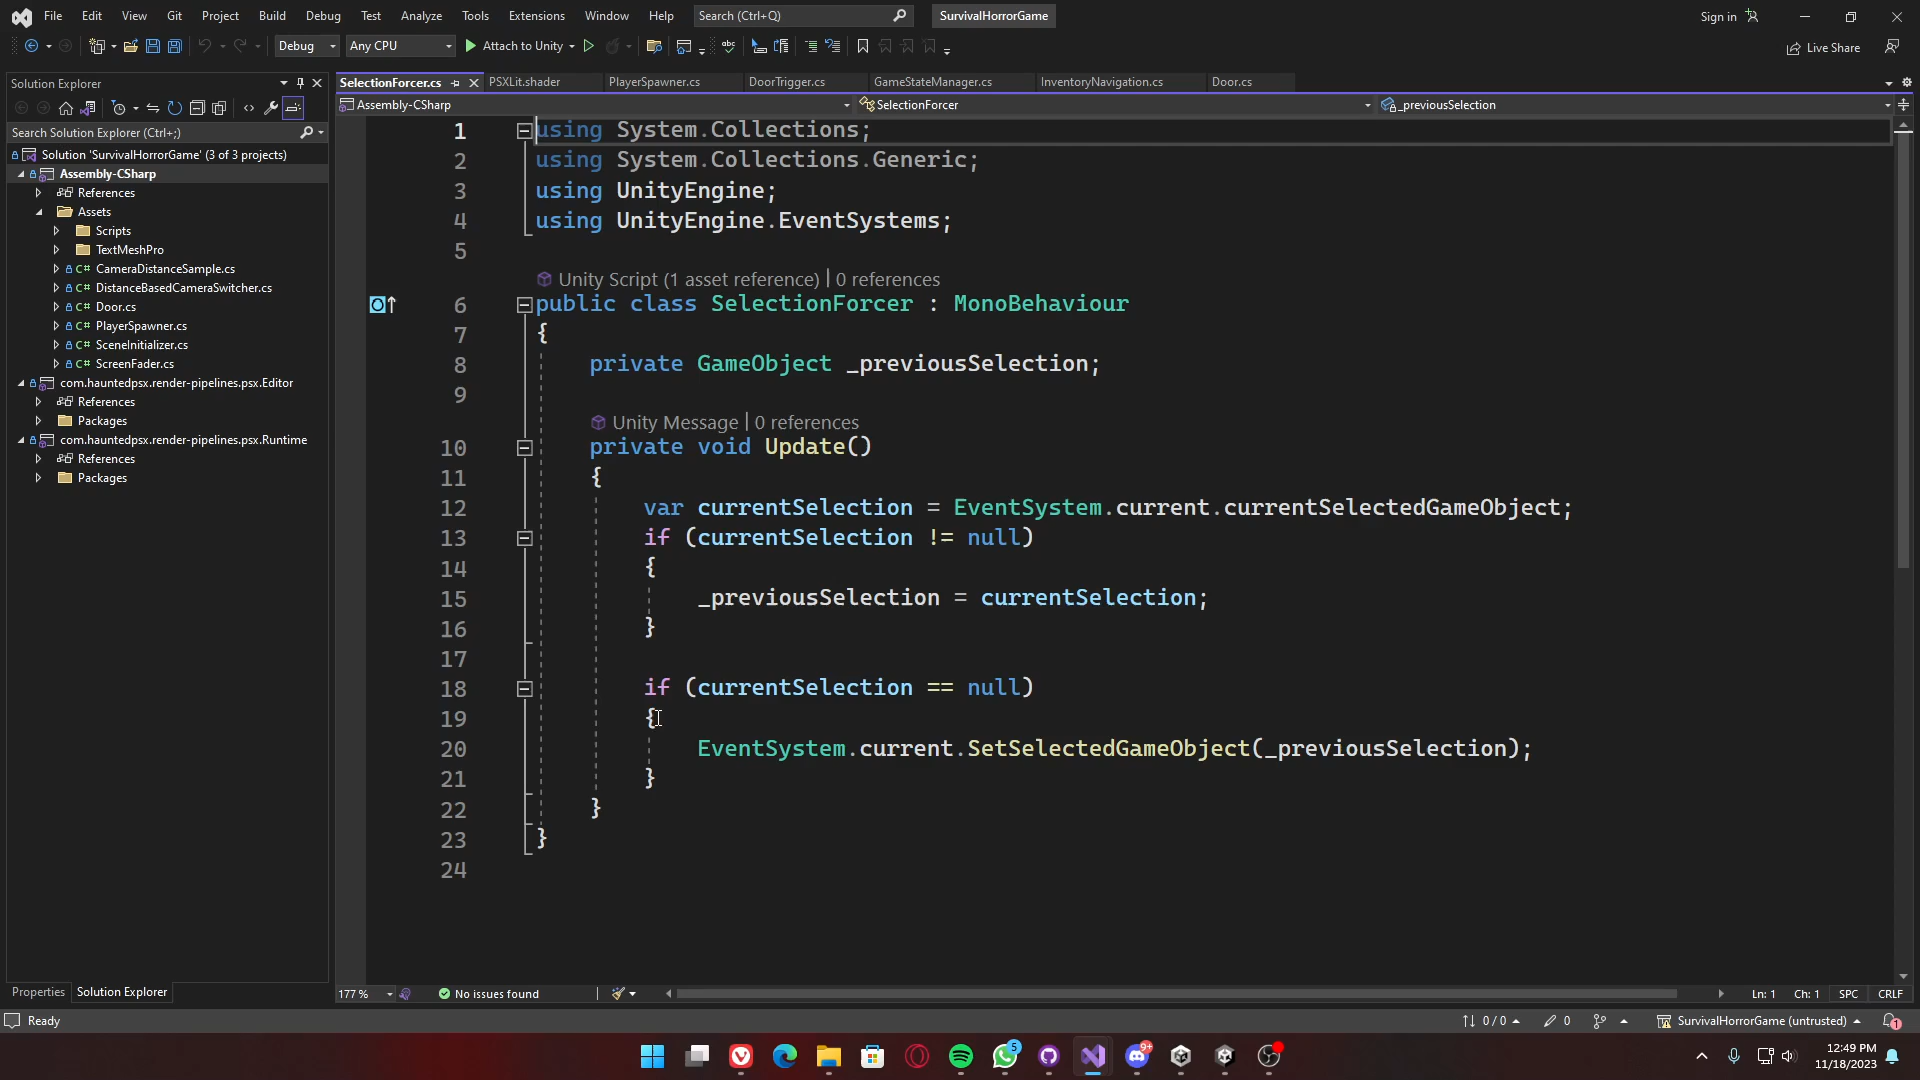 File Edit View Git Project Build Debug Test Analyze Tools Extensions Window Help Search (Ctrl+Q) SurvivalHorrorGame Sign in
Debug Any CPU Attach to Unity Live Share
Solution Explorer
Search Solution Explorer (Ctrl+;)
Solution 'SurvivalHorrorGame' (3 of 3 projects)
Assembly-CSharp
References
Assets
Scripts
TextMeshPro
C# CameraDistanceSample.cs
C# DistanceBasedCameraSwitcher.cs
C# Door.cs
C# PlayerSpawner.cs
C# SceneInitializer.cs
C# ScreenFader.cs
com.hauntedpsx.render-pipelines.psx.Editor
References
Packages
com.hauntedpsx.render-pipelines.psx.Runtime
References
Packages
Properties Solution Explorer
SelectionForcer.cs PSXLit.shader PlayerSpawner.cs DoorTrigger.cs GameStateManager.cs InventoryNavigation.cs Door.cs
Assembly-CSharp SelectionForcer _previousSelection
1 using System.Collections;
2 using System.Collections.Generic;
3 using UnityEngine;
4 using UnityEngine.EventSystems;
5
Unity Script (1 asset reference) | 0 references
6 public class SelectionForcer : MonoBehaviour
7 {
8 private GameObject _previousSelection;
9
Unity Message | 0 references
10 private void Update()
11 {
12 var currentSelection = EventSystem.current.currentSelectedGameObject;
13 if (currentSelection != null)
14 {
15 _previousSelection = currentSelection;
16 }
17
18 if (currentSelection == null)
19 {
20 EventSystem.current.SetSelectedGameObject(_previousSelection);
21 }
22 }
23 }
24
177 % No issues found Ln: 1 Ch: 1 SPC CRLF
Ready 0 / 0 0 SurvivalHorrorGame (untrusted) 1
5 9+ 12:49 PM
11/18/2023